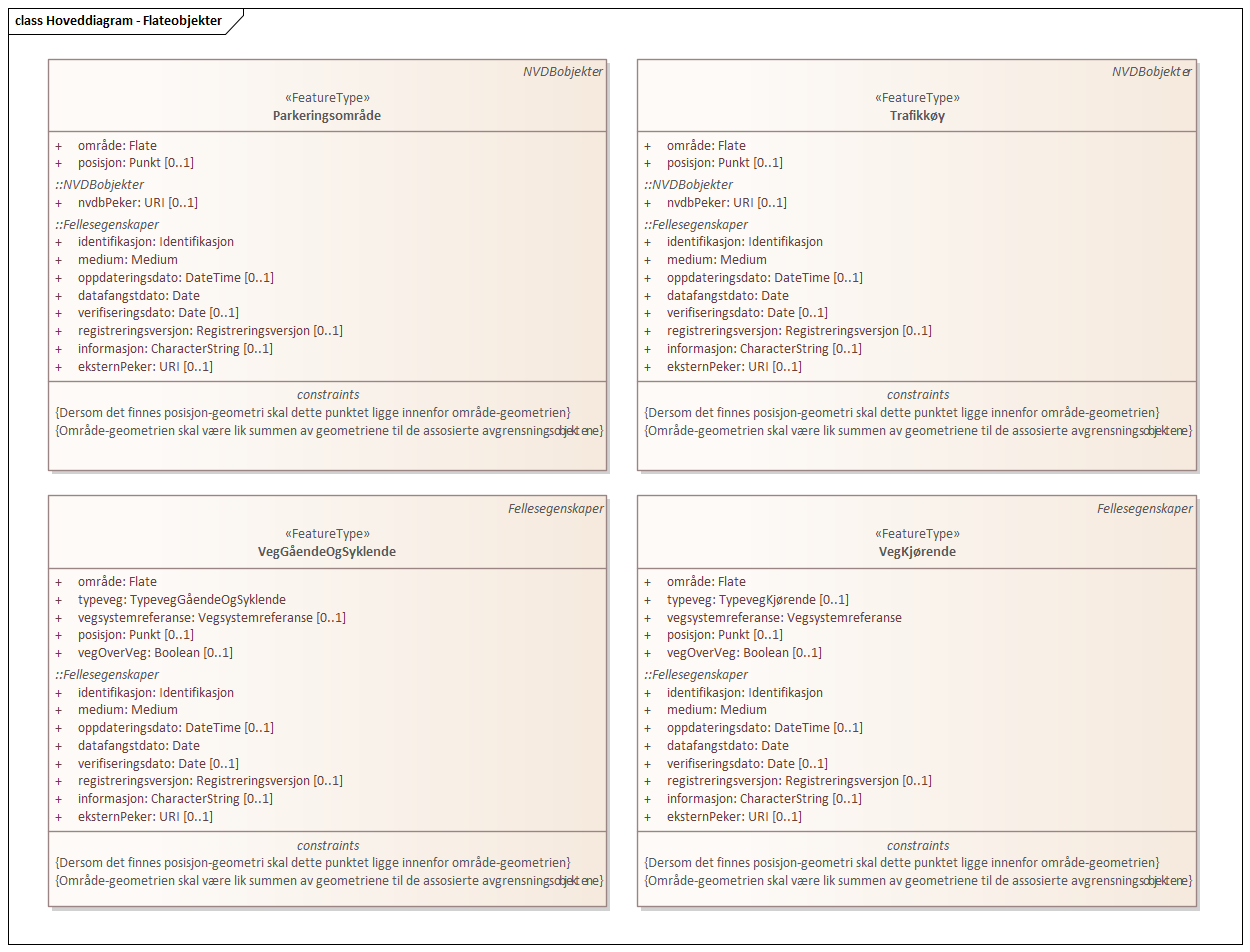 class Hoveddiagram - Flateobjekter
NVDBobjekter
«FeatureType»
Parkeringsområde
+ område: Flate
+ posisjon: Punkt [0..1]
::NVDBobjekter
+ nvdbPeker: URI [0..1]
::Fellesegenskaper
+ identifikasjon: Identifikasjon
+ medium: Medium
+ oppdateringsdato: DateTime [0..1]
+ datafangstdato: Date
+ verifiseringsdato: Date [0..1]
+ registreringsversjon: Registreringsversjon [0..1]
+ informasjon: CharacterString [0..1]
+ eksternPeker: URI [0..1]
constraints
{Dersom det finnes posisjon-geometri skal dette punktet ligge innenfor område-geometrien}
{Område-geometrien skal være lik summen av geometriene til de assosierte avgrensningsobjektene}
NVDBobjekter
«FeatureType»
Trafikkøy
+ område: Flate
+ posisjon: Punkt [0..1]
::NVDBobjekter
+ nvdbPeker: URI [0..1]
::Fellesegenskaper
+ identifikasjon: Identifikasjon
+ medium: Medium
+ oppdateringsdato: DateTime [0..1]
+ datafangstdato: Date
+ verifiseringsdato: Date [0..1]
+ registreringsversjon: Registreringsversjon [0..1]
+ informasjon: CharacterString [0..1]
+ eksternPeker: URI [0..1]
constraints
{Dersom det finnes posisjon-geometri skal dette punktet ligge innenfor område-geometrien}
{Område-geometrien skal være lik summen av geometriene til de assosierte avgrensningsobjektene}
Fellesegenskaper
«FeatureType»
VegGåendeOgSyklende
+ område: Flate
+ typeveg: TypevegGåendeOgSyklende
+ vegsystemreferanse: Vegsystemreferanse [0..1]
+ posisjon: Punkt [0..1]
+ vegOverVeg: Boolean [0..1]
::Fellesegenskaper
+ identifikasjon: Identifikasjon
+ medium: Medium
+ oppdateringsdato: DateTime [0..1]
+ datafangstdato: Date
+ verifiseringsdato: Date [0..1]
+ registreringsversjon: Registreringsversjon [0..1]
+ informasjon: CharacterString [0..1]
+ eksternPeker: URI [0..1]
constraints
{Dersom det finnes posisjon-geometri skal dette punktet ligge innenfor område-geometrien}
{Område-geometrien skal være lik summen av geometriene til de assosierte avgrensningsobjektene}
Fellesegenskaper
«FeatureType»
VegKjørende
+ område: Flate
+ typeveg: TypevegKjørende [0..1]
+ vegsystemreferanse: Vegsystemreferanse
+ posisjon: Punkt [0..1]
+ vegOverVeg: Boolean [0..1]
::Fellesegenskaper
+ identifikasjon: Identifikasjon
+ medium: Medium
+ oppdateringsdato: DateTime [0..1]
+ datafangstdato: Date
+ verifiseringsdato: Date [0..1]
+ registreringsversjon: Registreringsversjon [0..1]
+ informasjon: CharacterString [0..1]
+ eksternPeker: URI [0..1]
constraints
{Dersom det finnes posisjon-geometri skal dette punktet ligge innenfor område-geometrien}
{Område-geometrien skal være lik summen av geometriene til de assosierte avgrensningsobjektene}